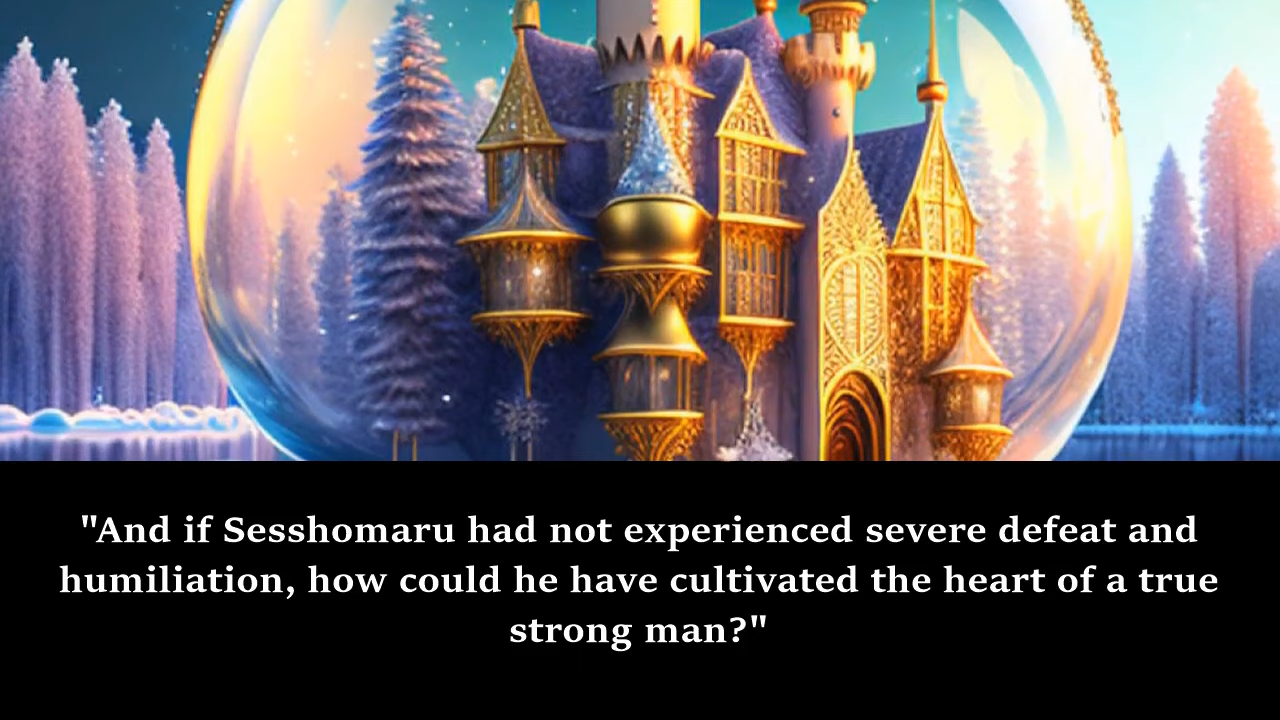 "And if Sesshomaru had not experienced severe defeat and
humiliation, how could he have cultivated the heart of a true
strong man?"